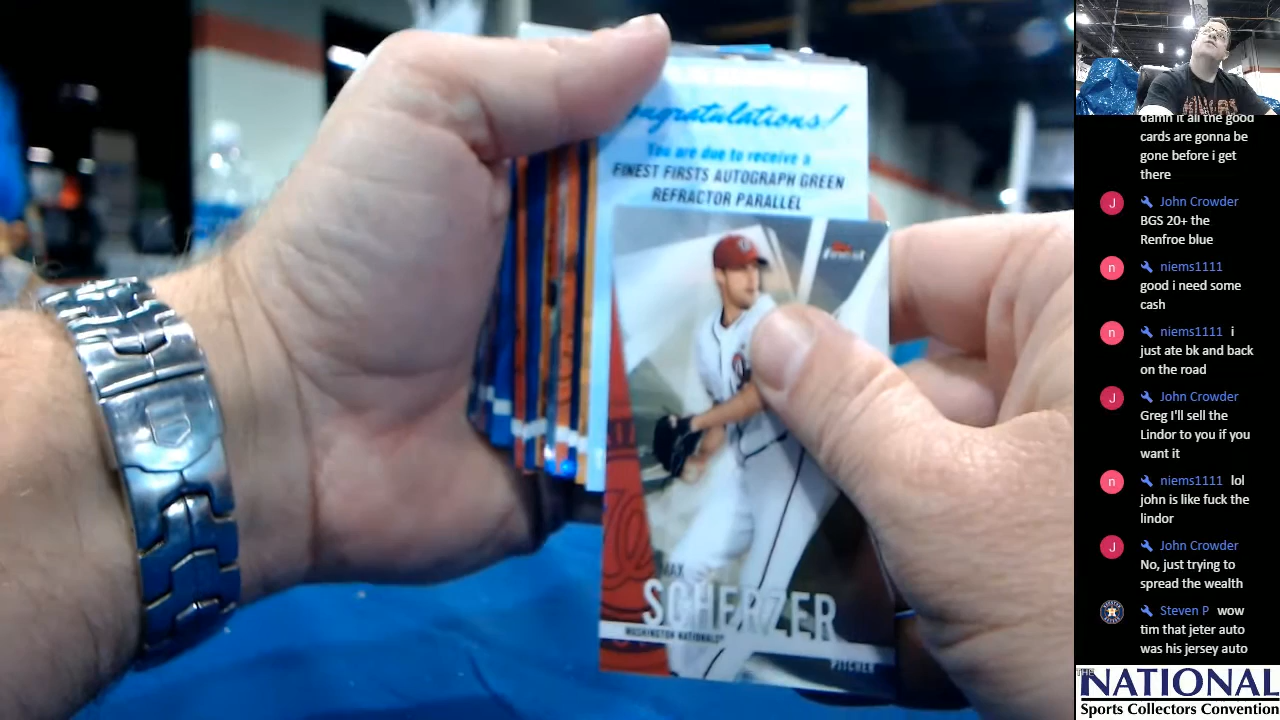 Congratulations!
You are due to receive a
FINEST FIRSTS AUTOGRAPH GREEN
REFRACTOR PARALLEL
finest
MAX
SCHERZER
WASHINGTON NATIONALS
PITCHER
damn it all the good
cards are gonna be
gone before i get
there
J John Crowder
BGS 20+ the
Renfroe blue
n niems1111
good i need some
cash
n niems1111 i
just ate bk and back
on the road
J John Crowder
Greg I'll sell the
Lindor to you if you
want it
n niems1111 lol
john is like fuck the
lindor
J John Crowder
No, just trying to
spread the wealth
Steven P wow
tim that jeter auto
was his jersey auto
THE
NATIONAL
Sports Collectors Convention